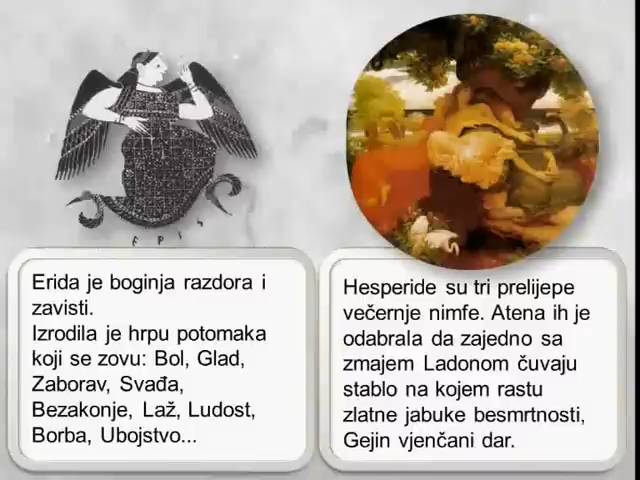 ΕΡΙΣ
Erida je boginja razdora i
zavisti.
Izrodila je hrpu potomaka
koji se zovu: Bol, Glad,
Zaborav, Svađa,
Bezakonje, Laž, Ludost,
Borba, Ubojstvo...
Hesperide su tri prelijepe
večernje nimfe. Atena ih je
odabrala da zajedno sa
zmajem Ladonom čuvaju
stablo na kojem rastu
zlatne jabuke besmrtnosti,
Gejin vjenčani dar.